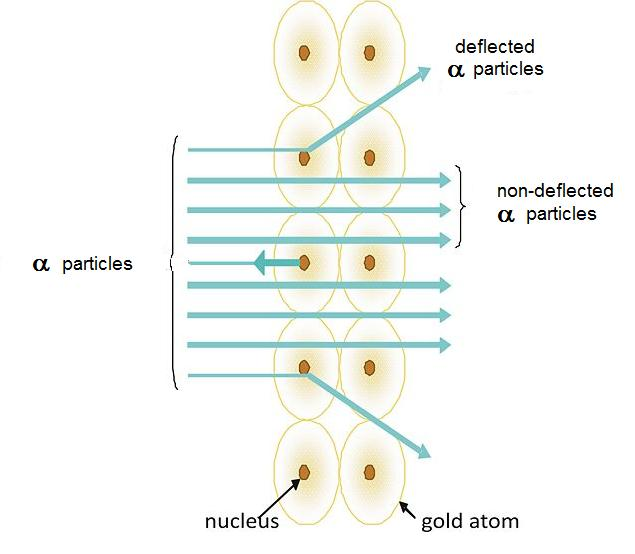 deflected
α particles
non-deflected
α particles
α particles
nucleus
gold atom